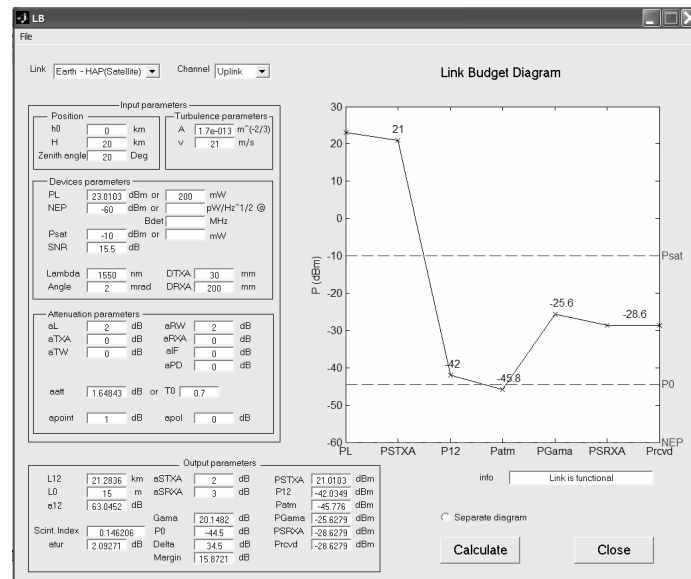 LB
File
Link Earth - HAP(Satellite) Channel Uplink
Input parameters
Position
h0 0 km
H 20 km
Zenith angle 20 Deg
Turbulence parameters
A 1.7e-013 m^(-2/3)
v 21 m/s
Devices parameters
PL 23.0103 dBm or 200 mW
NEP -60 dBm or pW/Hz^1/2 @
Bdet MHz
Psat -10 dBm or mW
SNR 15.5 dB
Lambda 1550 nm DTXA 30 mm
Angle 2 mrad DRXA 200 mm
Attenuation parameters
aL 2 dB aRW 2 dB
aTXA 0 dB aRXA 0 dB
aTW 0 dB aIF 0 dB
aPD 0 dB
aatt 1.64843 dB or T0 0.7
apoint 1 dB apol 0 dB
Output parameters
L12 21.2836 km aSTXA 2 dB PSTXA 21.0103 dBm
L0 15 m aSRXA 3 dB P12 -42.0349 dBm
a12 63.0452 dB Patm -45.776 dBm
Gama 20.1482 dB PGama -25.6279 dBm
Scint. Index 0.146206 P0 -44.5 dBm PSRXA -28.6279 dBm
atur 2.09271 dB Delta 34.5 dB Prcvd -28.6279 dBm
Margin 15.8721 dB
Link Budget Diagram
30
20
10
0
-10
-20
-30
-40
-50
-60
P (dBm)
21
-42
-45.8
-25.6
-28.6
Psat
P0
NEP
PL PSTXA P12 Patm PGama PSRXA Prcvd
info Link is functional
Separate diagram
Calculate Close